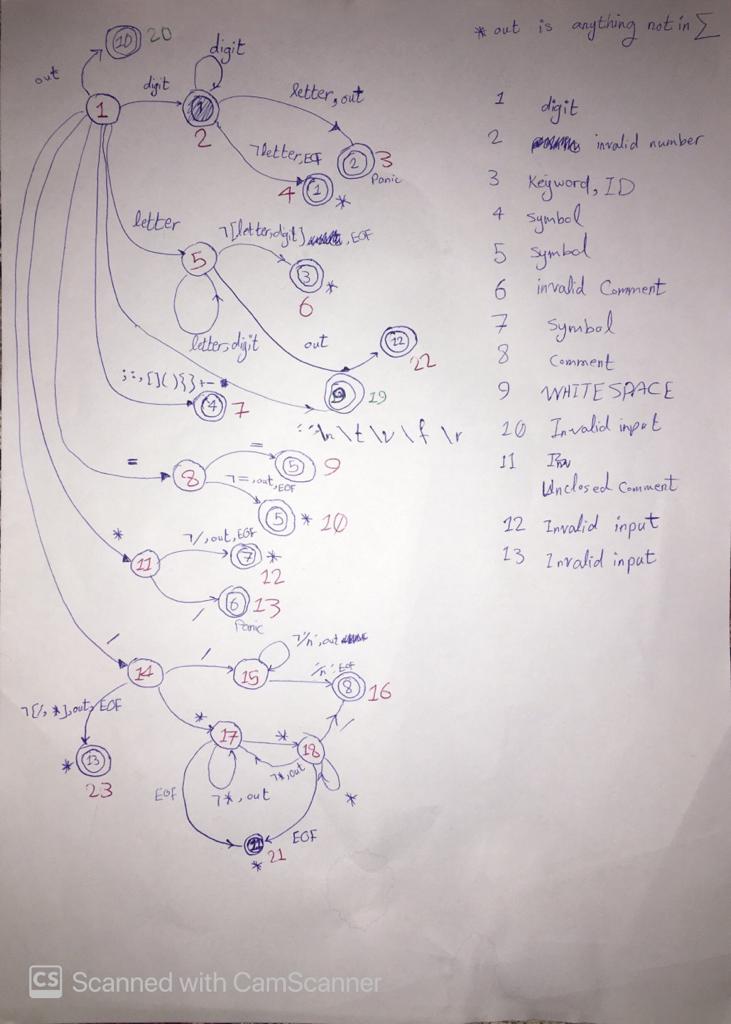 * out is anything not in Σ
10 20
out
digit
digit
1
2
letter, out
2 3
Panic
¬letter, EOF
4 1 *
letter
5
¬[letter, digit] , EOF
3 *
6
letter, digit
out
12
22
9 19
\n \t \v \f \r
4 7
=
8
=
5 9
¬=, out, EOF
5 * 10
*
11
¬/, out, EOF
7 *
12
/
6 13
Panic
/
14
/
15
¬'\n', out
'\n', EOF
8 16
¬[/, *], out, EOF
* 13
23
*
17
*
18
/
¬*, out
¬*, out
*
EOF
EOF
21
*
1 digit
2 invalid number
3 Keyword, ID
4 symbol
5 symbol
6 invalid Comment
7 Symbol
8 Comment
9 WHITESPACE
10 Invalid input
11
Unclosed Comment
12 Invalid input
13 Invalid input
CS Scanned with CamScanner